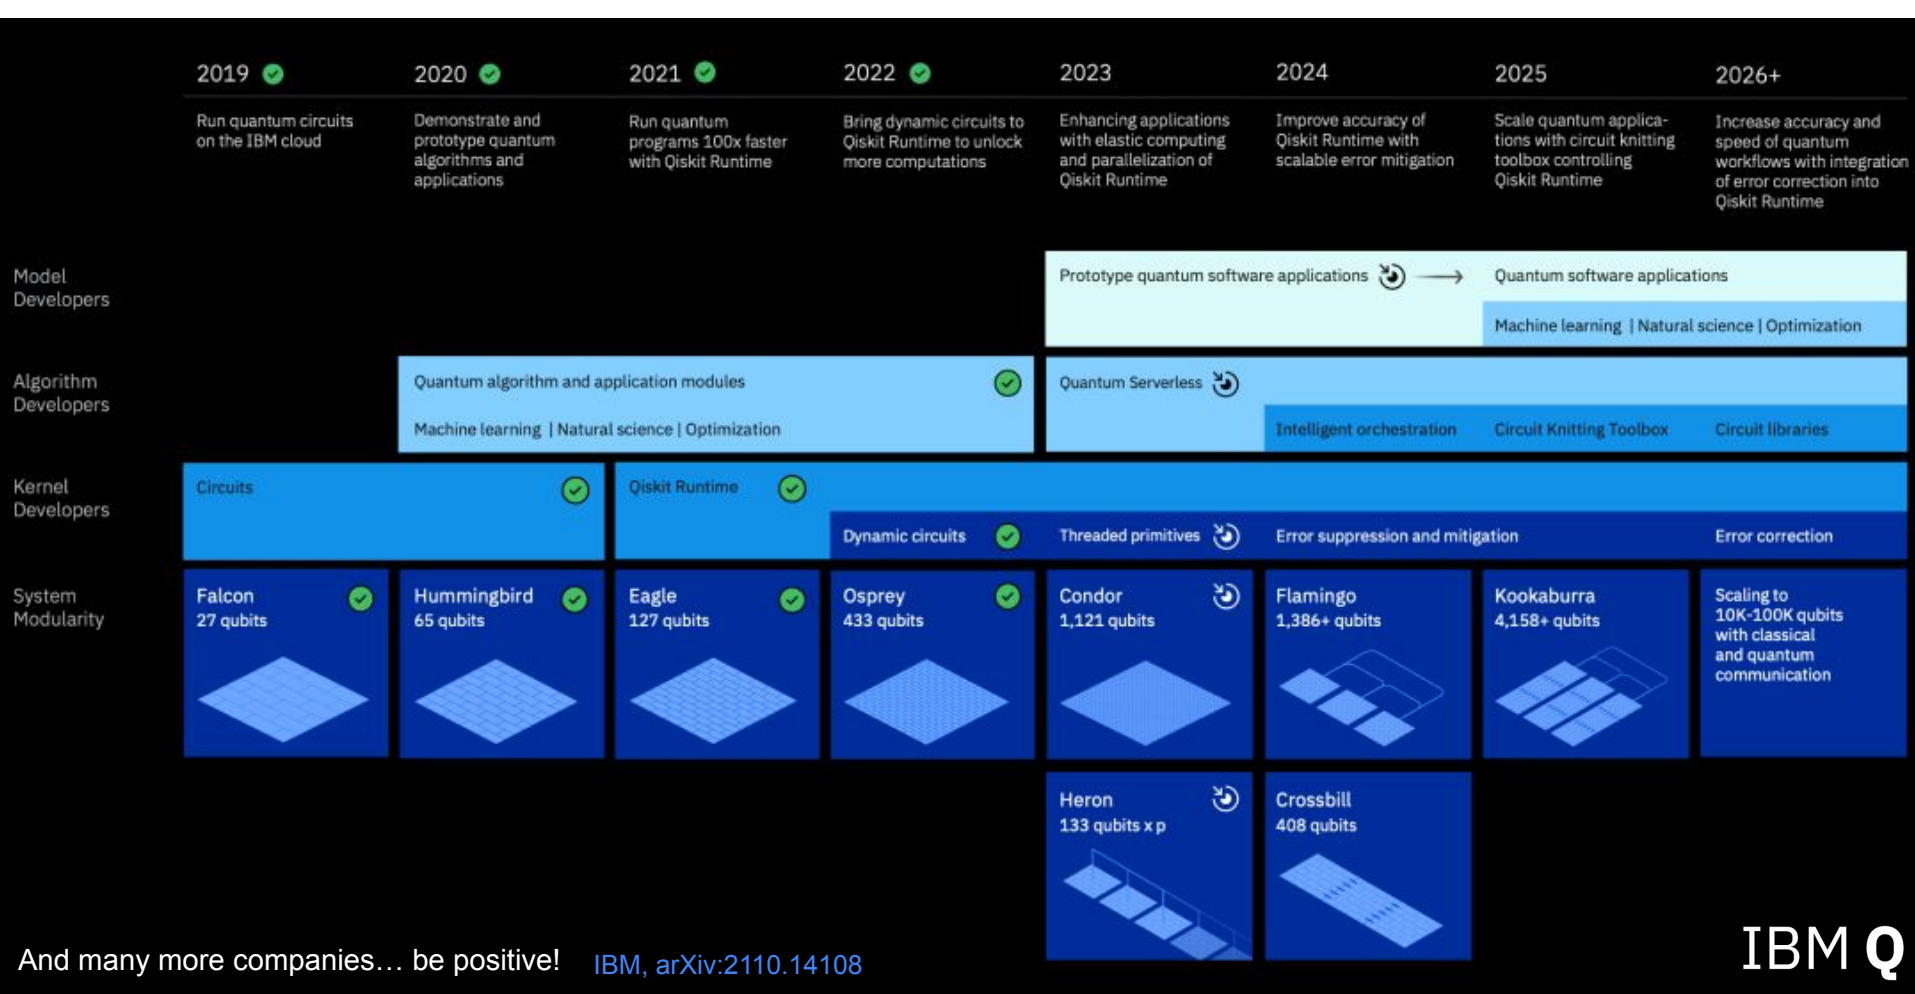 2019
2020
2021
2022
2023
2024
2025
2026+
Run quantum circuits
on the IBM cloud
Demonstrate and
prototype quantum
algorithms and
applications
Run quantum
programs 100x faster
with Qiskit Runtime
Bring dynamic circuits to
Qiskit Runtime to unlock
more computations
Enhancing applications
with elastic computing
and parallelization of
Qiskit Runtime
Improve accuracy of
Qiskit Runtime with
scalable error mitigation
Scale quantum applica-
tions with circuit knitting
toolbox controlling
Qiskit Runtime
Increase accuracy and
speed of quantum
workflows with integration
of error correction into
Qiskit Runtime
Model
Developers
Prototype quantum software applications
Quantum software applications
Machine learning | Natural science | Optimization
Algorithm
Developers
Quantum algorithm and application modules
Machine learning | Natural science | Optimization
Quantum Serverless
Intelligent orchestration
Circuit Knitting Toolbox
Circuit libraries
Kernel
Developers
Circuits
Qiskit Runtime
Dynamic circuits
Threaded primitives
Error suppression and mitigation
Error correction
System
Modularity
Falcon
27 qubits
Hummingbird
65 qubits
Eagle
127 qubits
Osprey
433 qubits
Condor
1,121 qubits
Flamingo
1,386+ qubits
Kookaburra
4,158+ qubits
Scaling to
10K-100K qubits
with classical
and quantum
communication
Heron
133 qubits x p
Crossbill
408 qubits
And many more companies… be positive!
IBM, arXiv:2110.14108
IBM Q